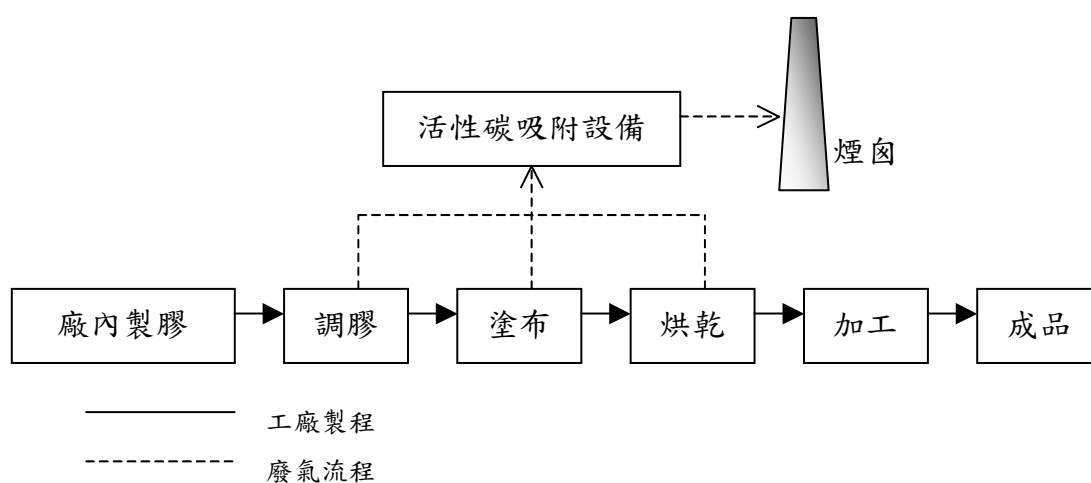 活性碳吸附設備
煙囪
廠內製膠
調膠
塗布
烘乾
加工
成品
工廠製程
廢氣流程